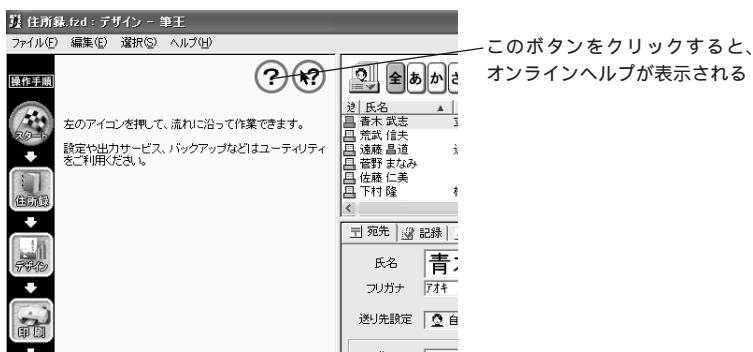 住所録.fzd：デザイン － 筆王
ファイル(F) 編集(E) 選択(S) ヘルプ(H)
操作手順
スタート
左のアイコンを押して、流れに沿って作業できます。
設定や出力サービス、バックアップなどはユーティリティ
をご利用ください。
住所録
デザイン
印刷
全 あ か さ
氏名
青木 武志
荒武 信夫
遠藤 昌道
菅野 まなみ
佐藤 仁美
下村 隆
宛先 記録
氏名 青
フリガナ アオキ
送り先設定 自
このボタンをクリックすると、
オンラインヘルプが表示される